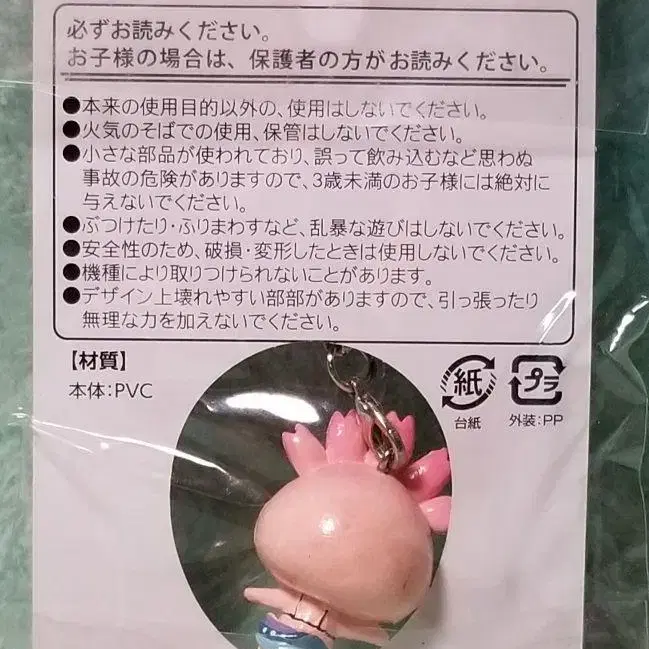 必ずお読みください。
お子様の場合は、保護者の方がお読みください。
●本来の使用目的以外の、使用はしないでください。
●火気のそばでの使用、保管はしないでください。
●小さな部品が使われており、誤って飲み込むなど思わぬ
事故の危険がありますので、3歳未満のお子様には絶対に
与えないでください。
●ぶつけたり・ふりまわすなど、乱暴な遊びはしないでください。
●安全性のため、破損・変形したときは使用しないでください。
●機種により取りつけられないことがあります。
●デザイン上壊れやすい部部がありますので、引っ張ったり
無理な力を加えないでください。
【材質】
本体:PVC
紙
プラ
台紙
外装:PP